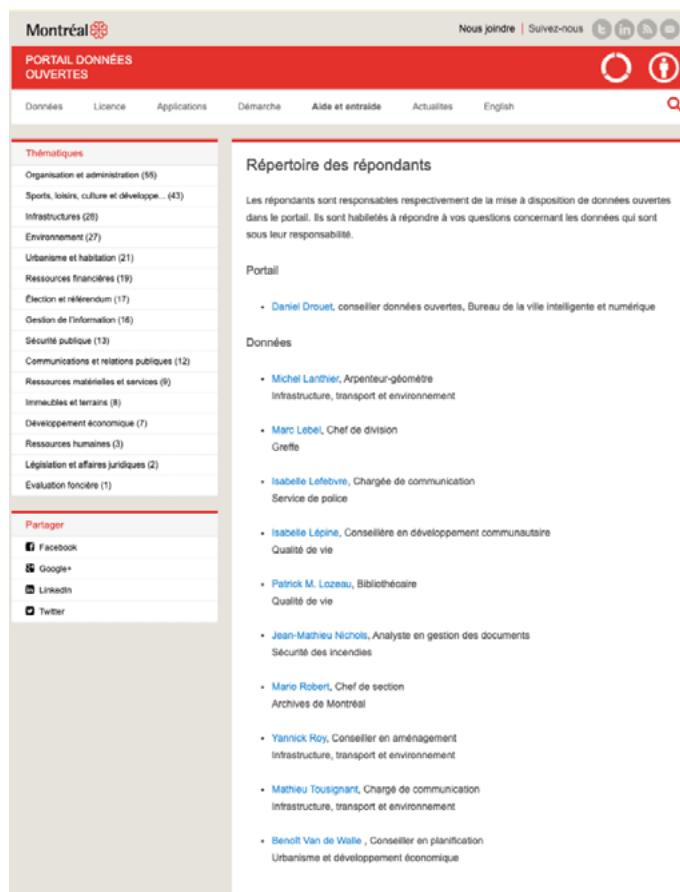 Montréal
Nous joindre | Suivez-nous
PORTAIL DONNÉES
OUVERTES
Données Licence Applications Démarche Aide et entraide Actualites English
Thématiques
Organisation et administration (55)
Sports, loisirs, culture et développe... (43)
Infrastructures (28)
Environnement (27)
Urbanisme et habitation (21)
Ressources financières (19)
Élection et référendum (17)
Gestion de l'information (16)
Sécurité publique (13)
Communications et relations publiques (12)
Ressources matérielles et services (9)
Immeubles et terrains (8)
Développement économique (7)
Ressources humaines (3)
Législation et affaires juridiques (2)
Évaluation foncière (1)
Partager
Facebook
Google+
LinkedIn
Twitter
Répertoire des répondants
Les répondants sont responsables respectivement de la mise à disposition de données ouvertes
dans le portail. Ils sont habiletés à répondre à vos questions concernant les données qui sont
sous leur responsabilité.
Portail
• Daniel Drouet, conseiller données ouvertes, Bureau de la ville intelligente et numérique
Données
• Michel Lanthier, Arpenteur-géomètre
Infrastructure, transport et environnement
• Marc Lebel, Chef de division
Greffe
• Isabelle Lefebvre, Chargée de communication
Service de police
• Isabelle Lépine, Conseillère en développement communautaire
Qualité de vie
• Patrick M. Lozeau, Bibliothécaire
Qualité de vie
• Jean-Mathieu Nichols, Analyste en gestion des documents
Sécurité des incendies
• Mario Robert, Chef de section
Archives de Montréal
• Yannick Roy, Conseiller en aménagement
Infrastructure, transport et environnement
• Mathieu Tousignant, Chargé de communication
Infrastructure, transport et environnement
• Benoît Van de Walle , Conseiller en planification
Urbanisme et développement économique